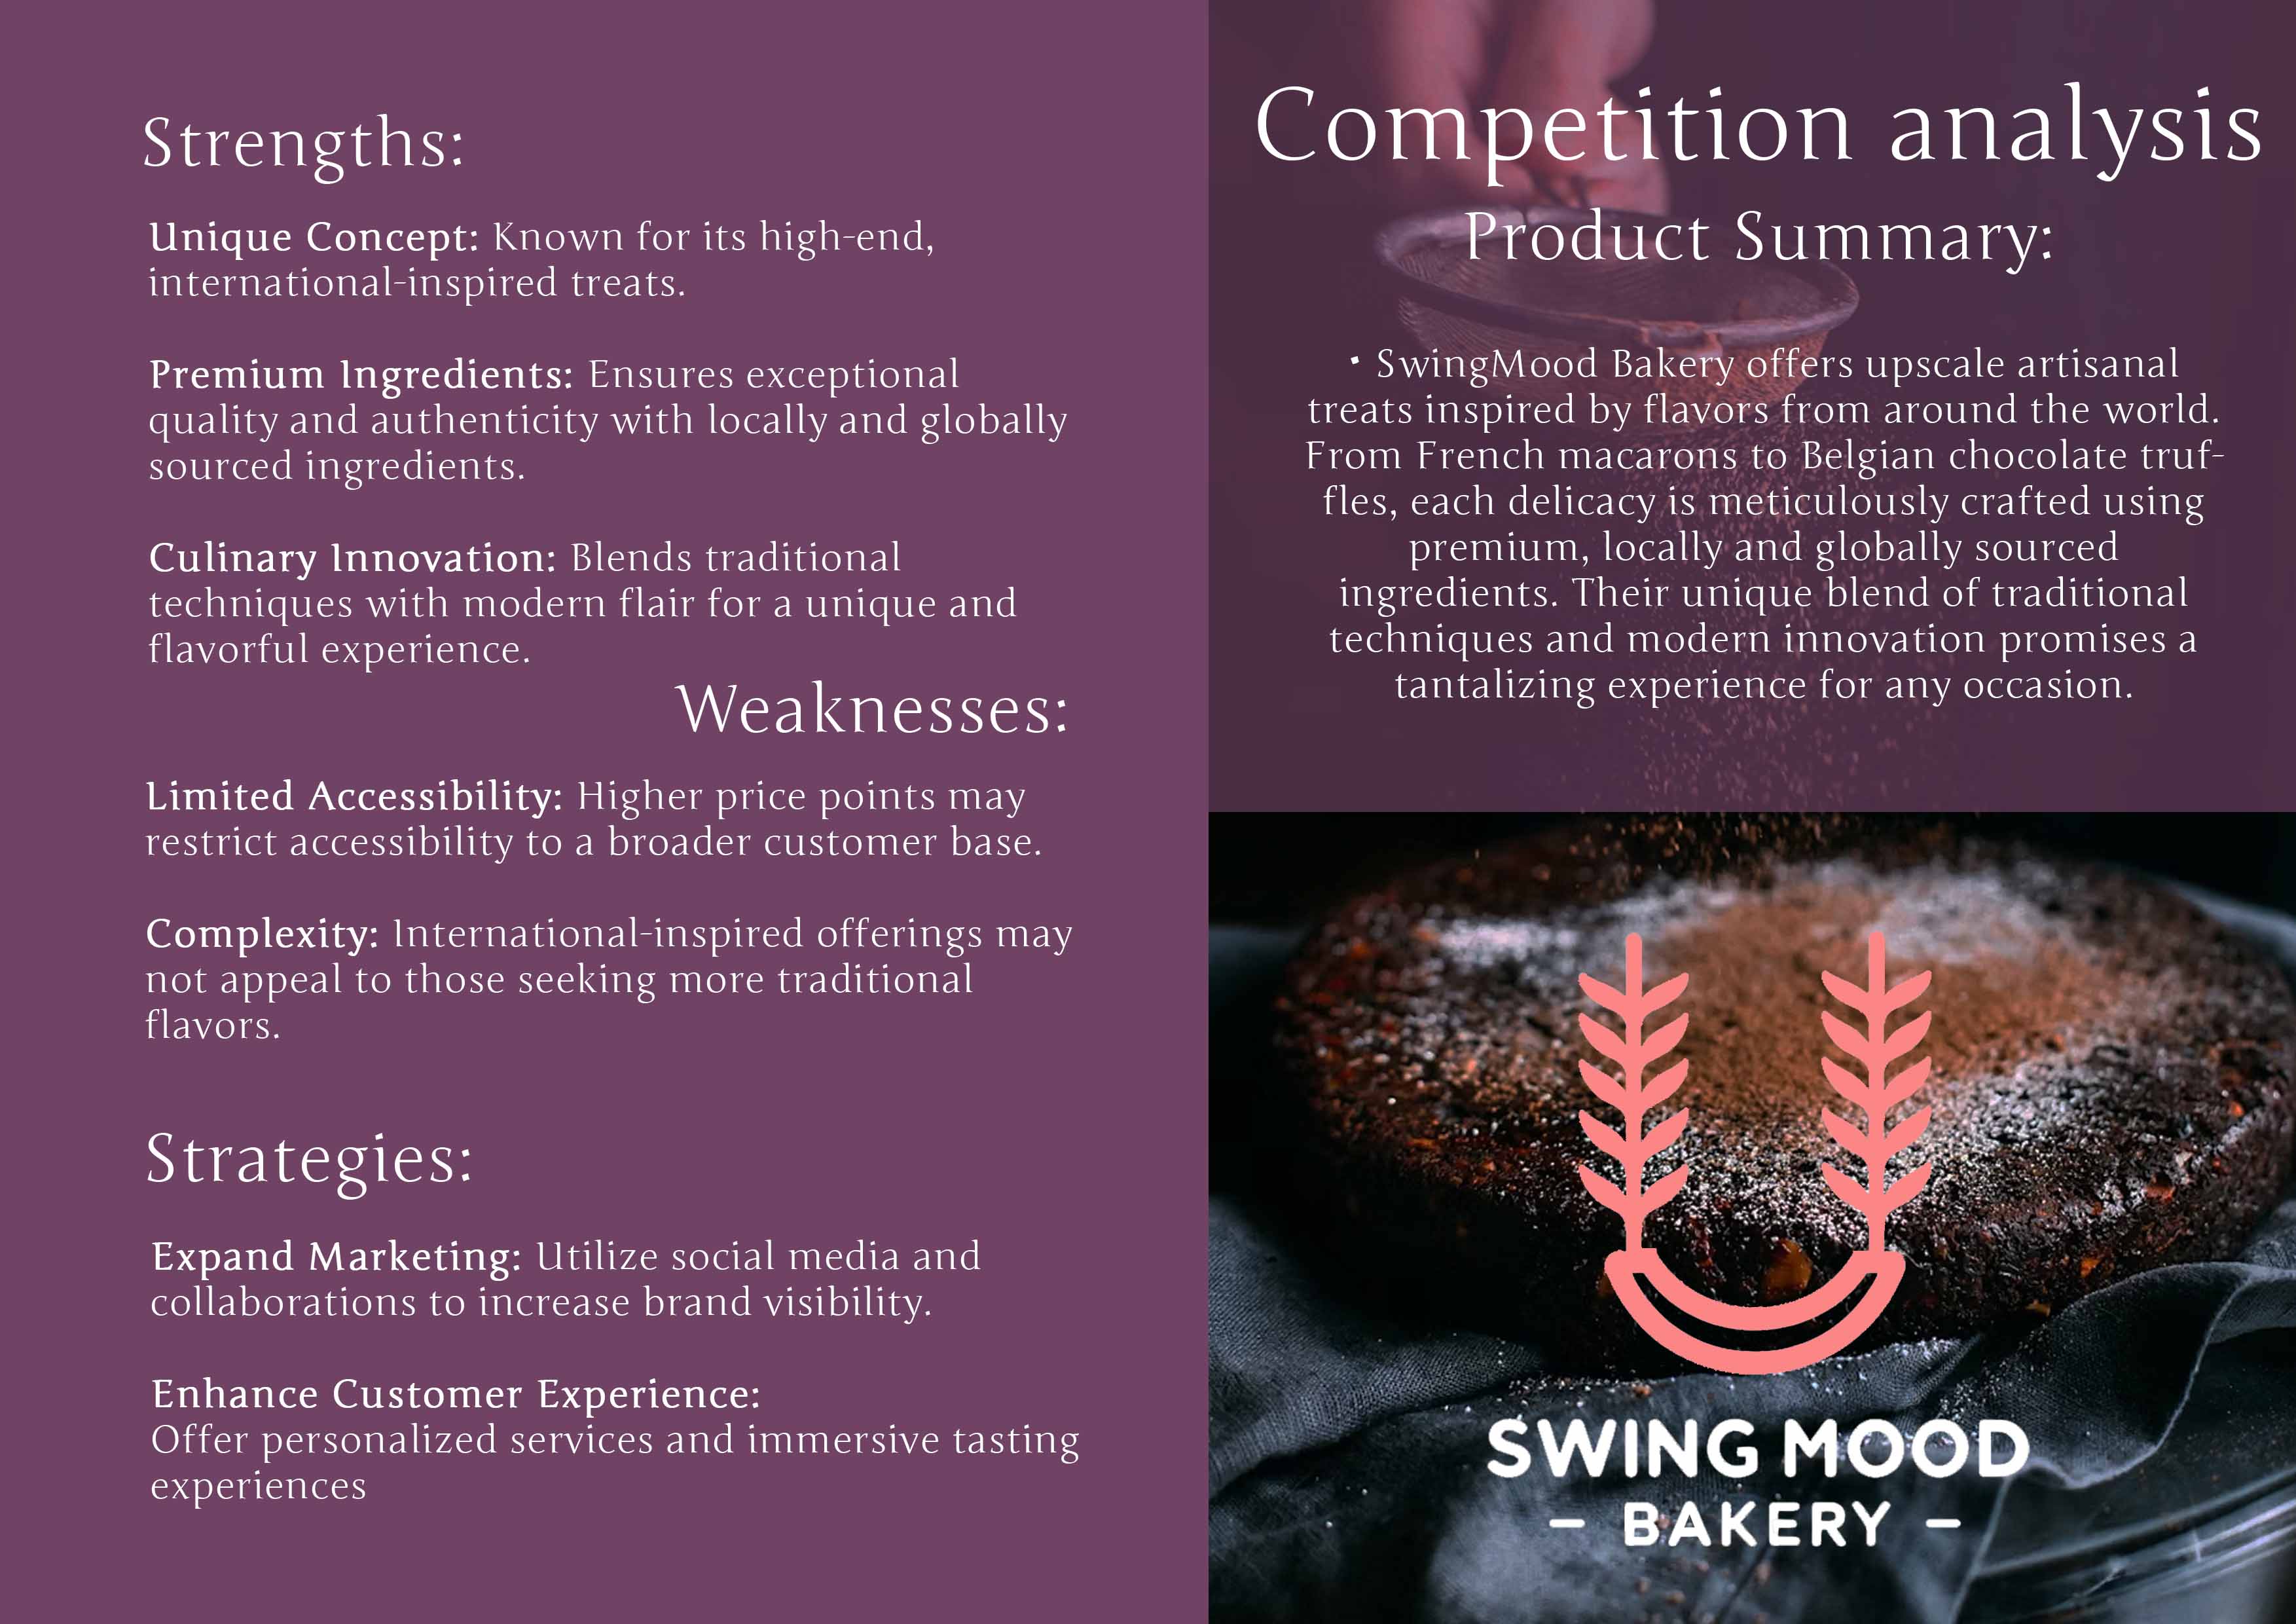 Strengths:
Unique Concept: Known for its high-end,
international-inspired treats.
Premium Ingredients: Ensures exceptional
quality and authenticity with locally and globally
sourced ingredients.
Culinary Innovation: Blends traditional
techniques with modern flair for a unique and
flavorful experience.
Weaknesses:
Limited Accessibility: Higher price points may
restrict accessibility to a broader customer base.
Complexity: International-inspired offerings may
not appeal to those seeking more traditional
flavors.
Strategies:
Expand Marketing: Utilize social media and
collaborations to increase brand visibility.
Enhance Customer Experience:
Offer personalized services and immersive tasting
experiences
Competition analysis
Product Summary:
· SwingMood Bakery offers upscale artisanal
treats inspired by flavors from around the world.
From French macarons to Belgian chocolate truf-
fles, each delicacy is meticulously crafted using
premium, locally and globally sourced
ingredients. Their unique blend of traditional
techniques and modern innovation promises a
tantalizing experience for any occasion.
SWING MOOD
– BAKERY –